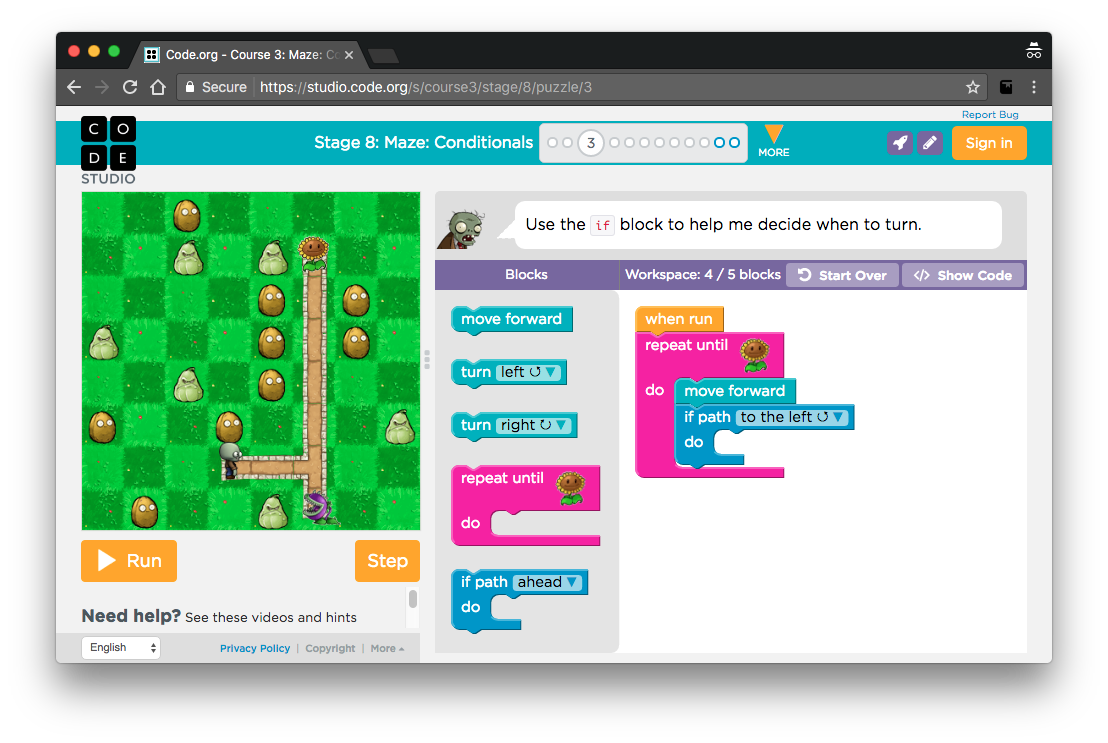 Code.org - Course 3: Maze: Co
Secure https://studio.code.org/s/course3/stage/8/puzzle/3
Report Bug
C O
D E
STUDIO
Stage 8: Maze: Conditionals
3
MORE
Sign in
Use the if block to help me decide when to turn.
Blocks
Workspace: 4 / 5 blocks
Start Over
</> Show Code
move forward
turn left ↺ ▼
turn right ↻ ▼
repeat until
do
if path ahead ▼
do
when run
repeat until
do
move forward
if path to the left ↺ ▼
do
Run
Step
Need help? See these videos and hints
English
Privacy Policy | Copyright | More